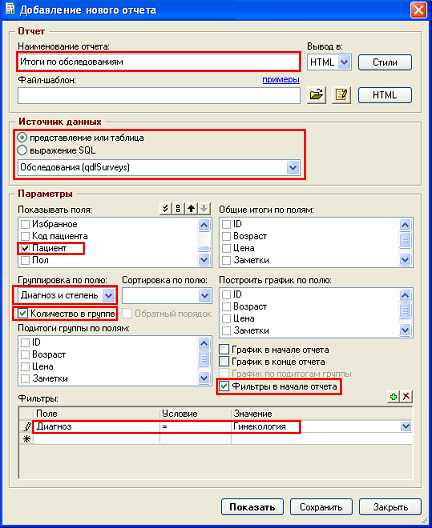 Добавление нового отчета
Отчет
Наименование отчета: Вывод в:
Итоги по обследованиям HTML Стили
Файл-шаблон: примеры
HTML
Источник данных
представление или таблица
выражение SQL
Обследования (qdfSurveys)
Параметры
Показывать поля: Общие итоги по полям:
Избранное ID
Код пациента Возраст
Пациент Цена
Пол Заметки
Группировка по полю: Сортировка по полю: Построить график по полю:
Диагноз и степень ID
Количество в группе Обратный порядок Возраст
Цена
Подитоги группы по полям: Заметки
ID
Возраст График в начале отчета
Цена График в конце отчета
Заметки График по подитогам группы
Фильтры в начале отчета
Фильтры:
Поле Условие Значение
Диагноз = Гинекология
Показать Сохранить Закрыть